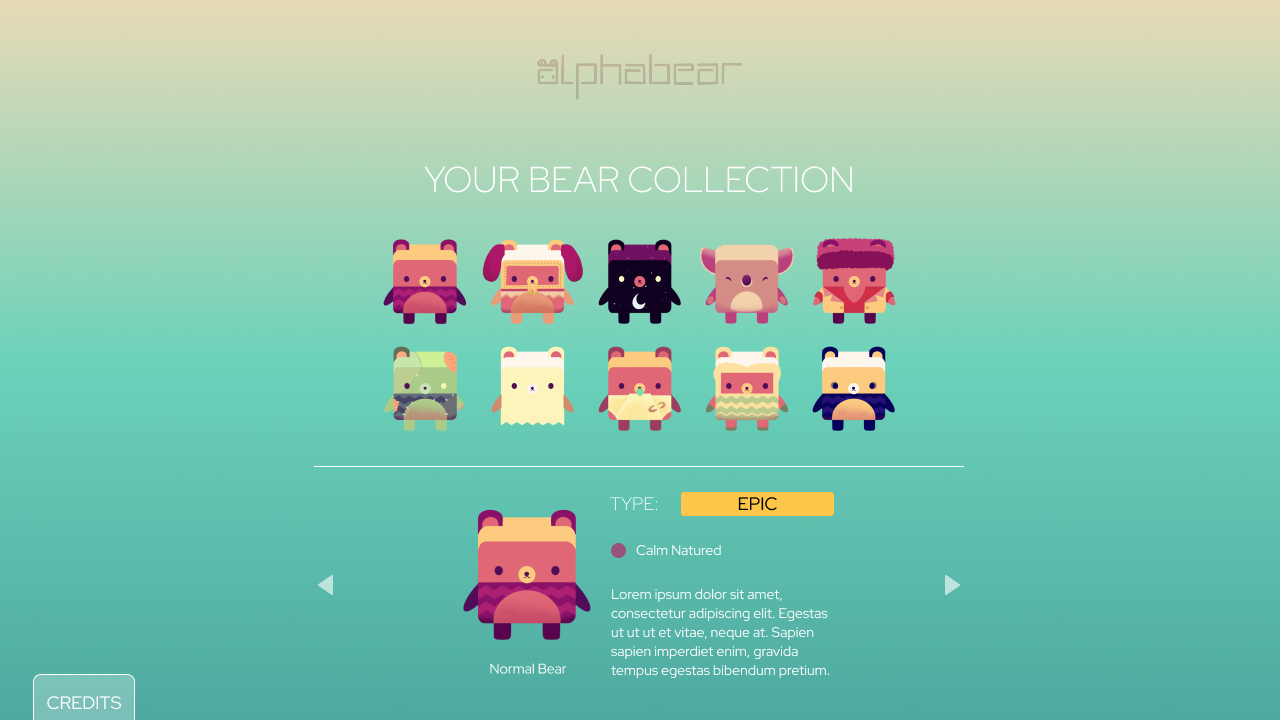 alphabear
YOUR BEAR COLLECTION
TYPE: EPIC
Calm Natured
Lorem ipsum dolor sit amet,
consectetur adipiscing elit. Egestas
ut ut ut et vitae, neque at. Sapien
sapien imperdiet enim, gravida
tempus egestas bibendum pretium.
Normal Bear
CREDITS